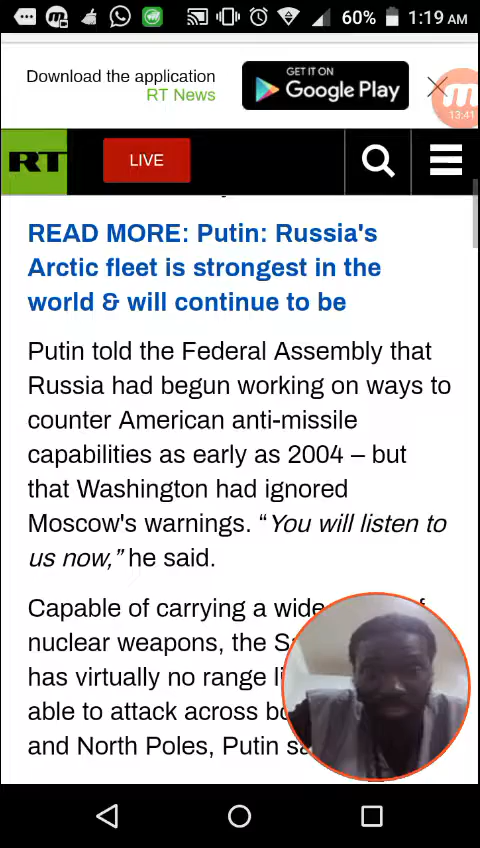 60% 1:19 AM
Download the application
RT News
GET IT ON
Google Play
13:41
RT
LIVE
READ MORE: Putin: Russia's
Arctic fleet is strongest in the
world & will continue to be
Putin told the Federal Assembly that
Russia had begun working on ways to
counter American anti-missile
capabilities as early as 2004 – but
that Washington had ignored
Moscow's warnings. “You will listen to
us now,” he said.
Capable of carrying a wide
nuclear weapons, the
has virtually no range
able to attack across
and North Poles, Putin